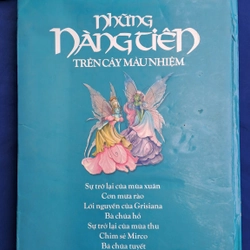 NHỮNG
NÀNG TIÊN
TRÊN CÂY MÀU NHIỆM
Sự trở lại của mùa xuân
Cơn mưa rào
Lời nguyền của Grisiana
Bà chúa hồ
Sự trở lại của mùa thu
Chim sẻ Mirco
Bà chúa tuyết